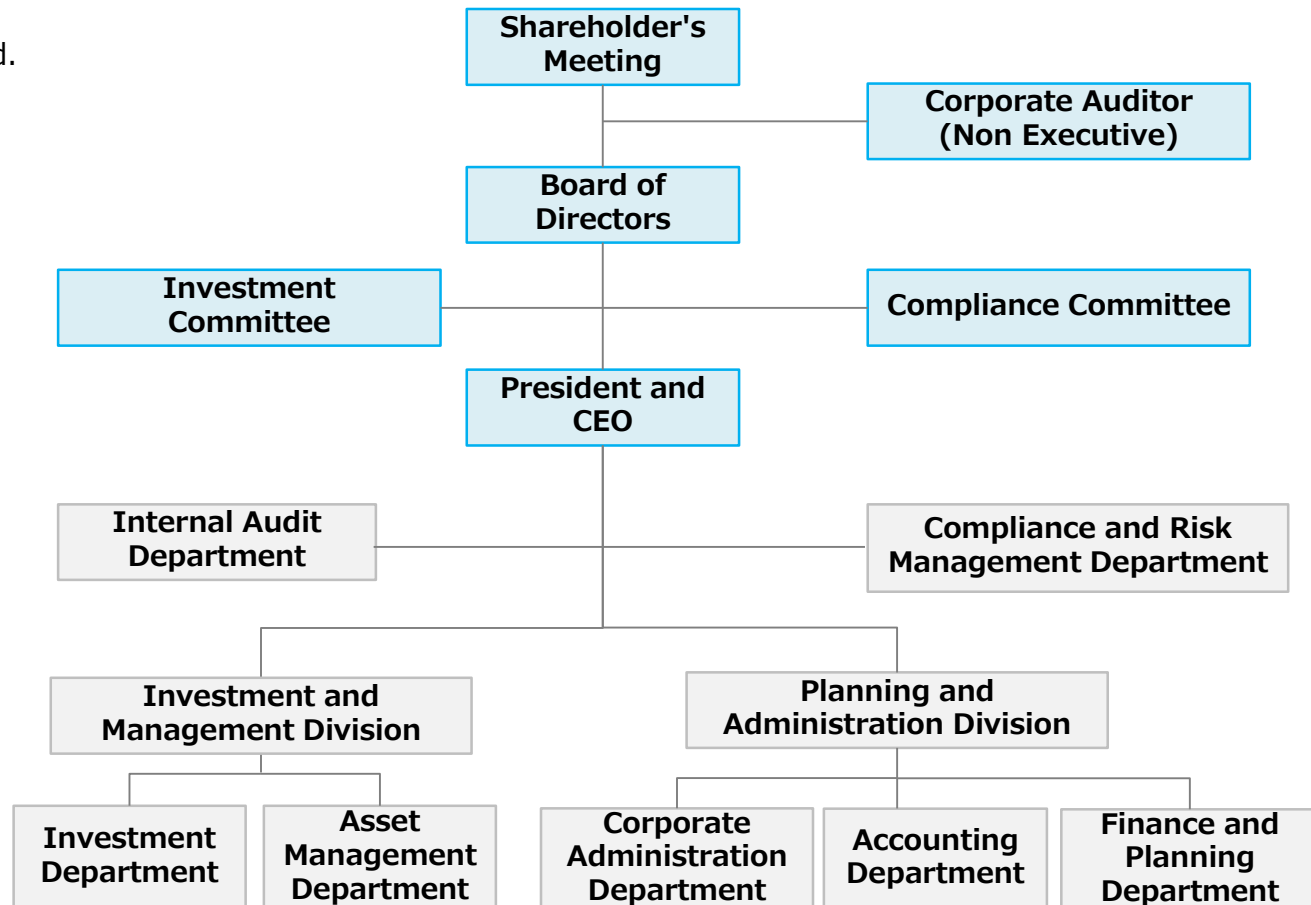 d.
Shareholder's
Meeting
Corporate Auditor
(Non Executive)
Board of
Directors
Investment
Committee
Compliance Committee
President and
CEO
Internal Audit
Department
Compliance and Risk
Management Department
Investment and
Management Division
Planning and
Administration Division
Investment
Department
Asset
Management
Department
Corporate
Administration
Department
Accounting
Department
Finance and
Planning
Department